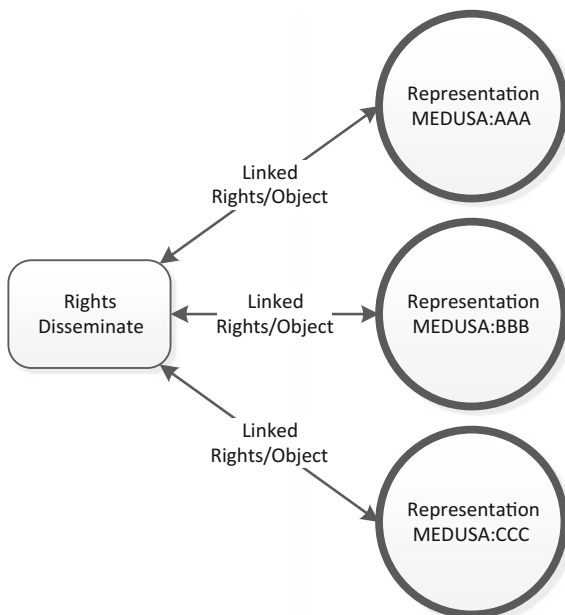 Representation
MEDUSA:AAA
Linked
Rights/Object
Rights
Disseminate
Linked
Rights/Object
Representation
MEDUSA:BBB
Linked
Rights/Object
Representation
MEDUSA:CCC